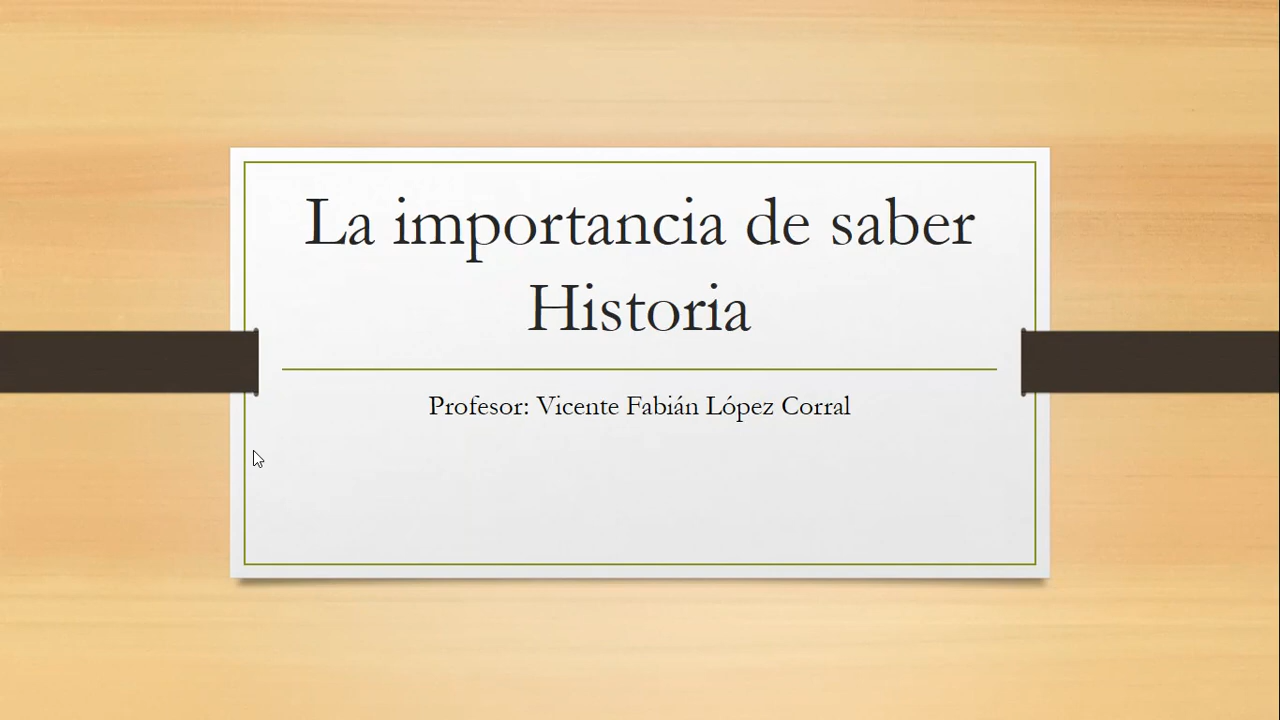 La importancia de saber
Historia
Profesor: Vicente Fabián López Corral